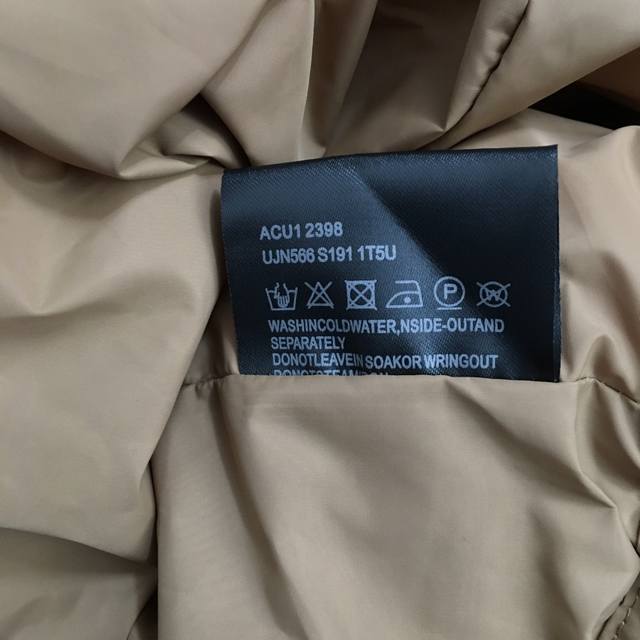 ACU1 2398
UJN566 S191 1T5U
P
W
WASHINCOLDWATER,NSIDE-OUTAND
SEPARATELY
DONOTLEAVEIN SOAKOR WRINGOUT